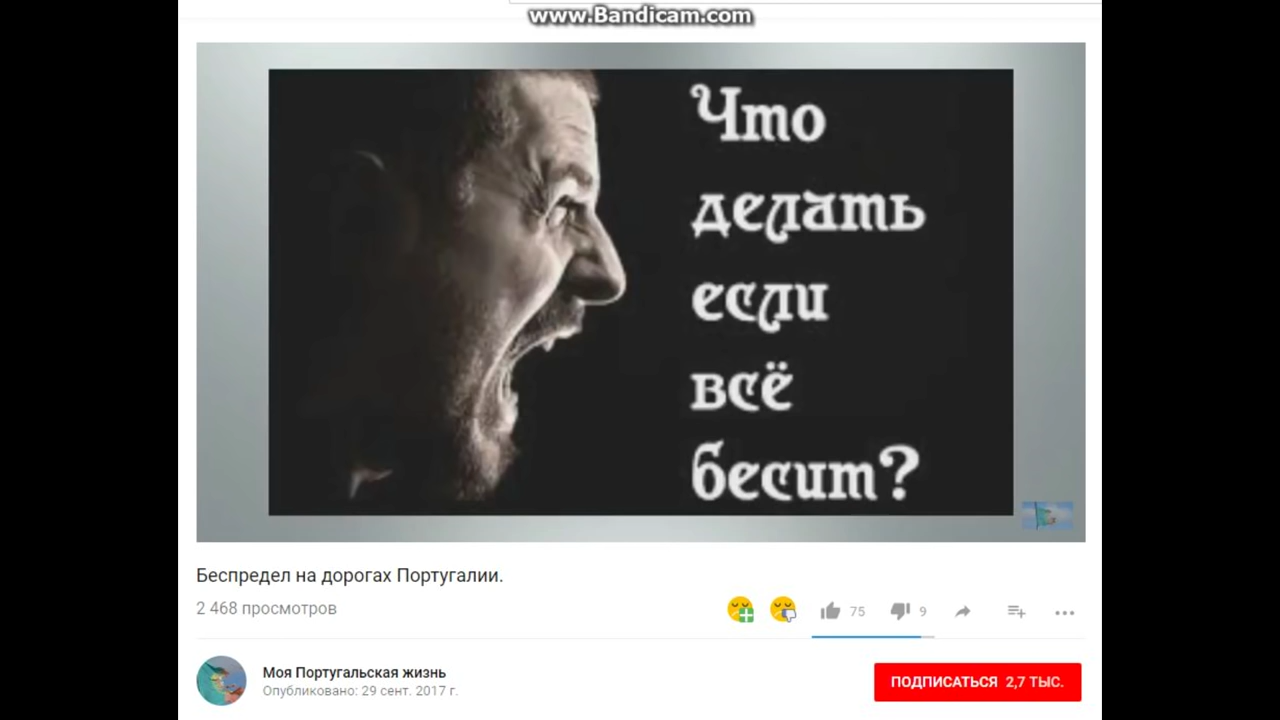 www.Bandicam.com
Что
делать
если
всё
бесит?
Беспредел на дорогах Португалии.
2 468 просмотров
75
9
Моя Португальская жизнь
Опубликовано: 29 сент. 2017 г.
ПОДПИСАТЬСЯ 2,7 ТЫС.